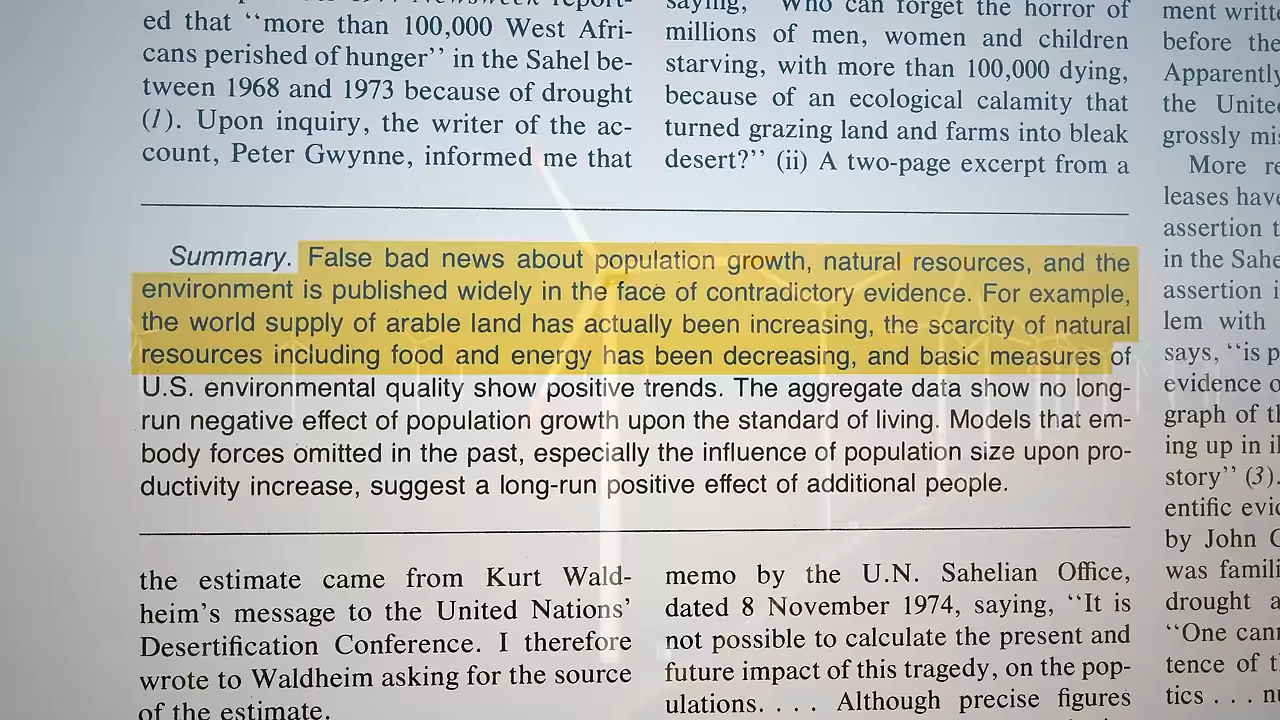 ed that “more than 100,000 West Afri-
cans perished of hunger” in the Sahel be-
tween 1968 and 1973 because of drought
(1). Upon inquiry, the writer of the ac-
count, Peter Gwynne, informed me that
saying, “Who can forget the horror of
millions of men, women and children
starving, with more than 100,000 dying,
because of an ecological calamity that
turned grazing land and farms into bleak
desert?” (ii) A two-page excerpt from a
Summary. False bad news about population growth, natural resources, and the
environment is published widely in the face of contradictory evidence. For example,
the world supply of arable land has actually been increasing, the scarcity of natural
resources including food and energy has been decreasing, and basic measures of
U.S. environmental quality show positive trends. The aggregate data show no long-
run negative effect of population growth upon the standard of living. Models that em-
body forces omitted in the past, especially the influence of population size upon pro-
ductivity increase, suggest a long-run positive effect of additional people.
the estimate came from Kurt Wald-
heim’s message to the United Nations’
Desertification Conference. I therefore
wrote to Waldheim asking for the source
of the estimate.
memo by the U.N. Sahelian Office,
dated 8 November 1974, saying, “It is
not possible to calculate the present and
future impact of this tragedy, on the pop-
ulations. . . . Although precise figures
ment
before the
Apparently
the
grossly
More
leases
assertion
in the
assertion
lem with
says, “is
evidence
graph of
ing up in
story” (3).
entific
by John
was
drought
“One
tence of
tics . . .